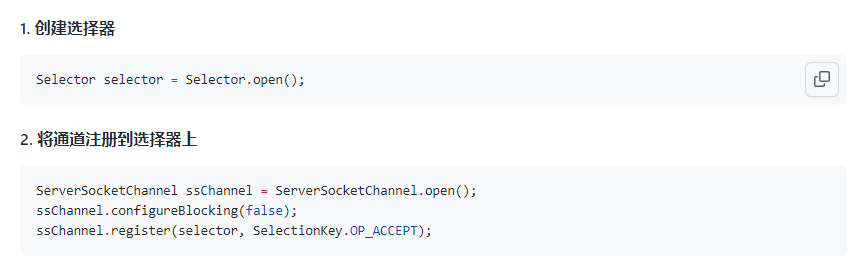 1. 创建选择器
Selector selector = Selector.open();
2. 将通道注册到选择器上
ServerSocketChannel ssChannel = ServerSocketChannel.open();
ssChannel.configureBlocking(false);
ssChannel.register(selector, SelectionKey.OP_ACCEPT);